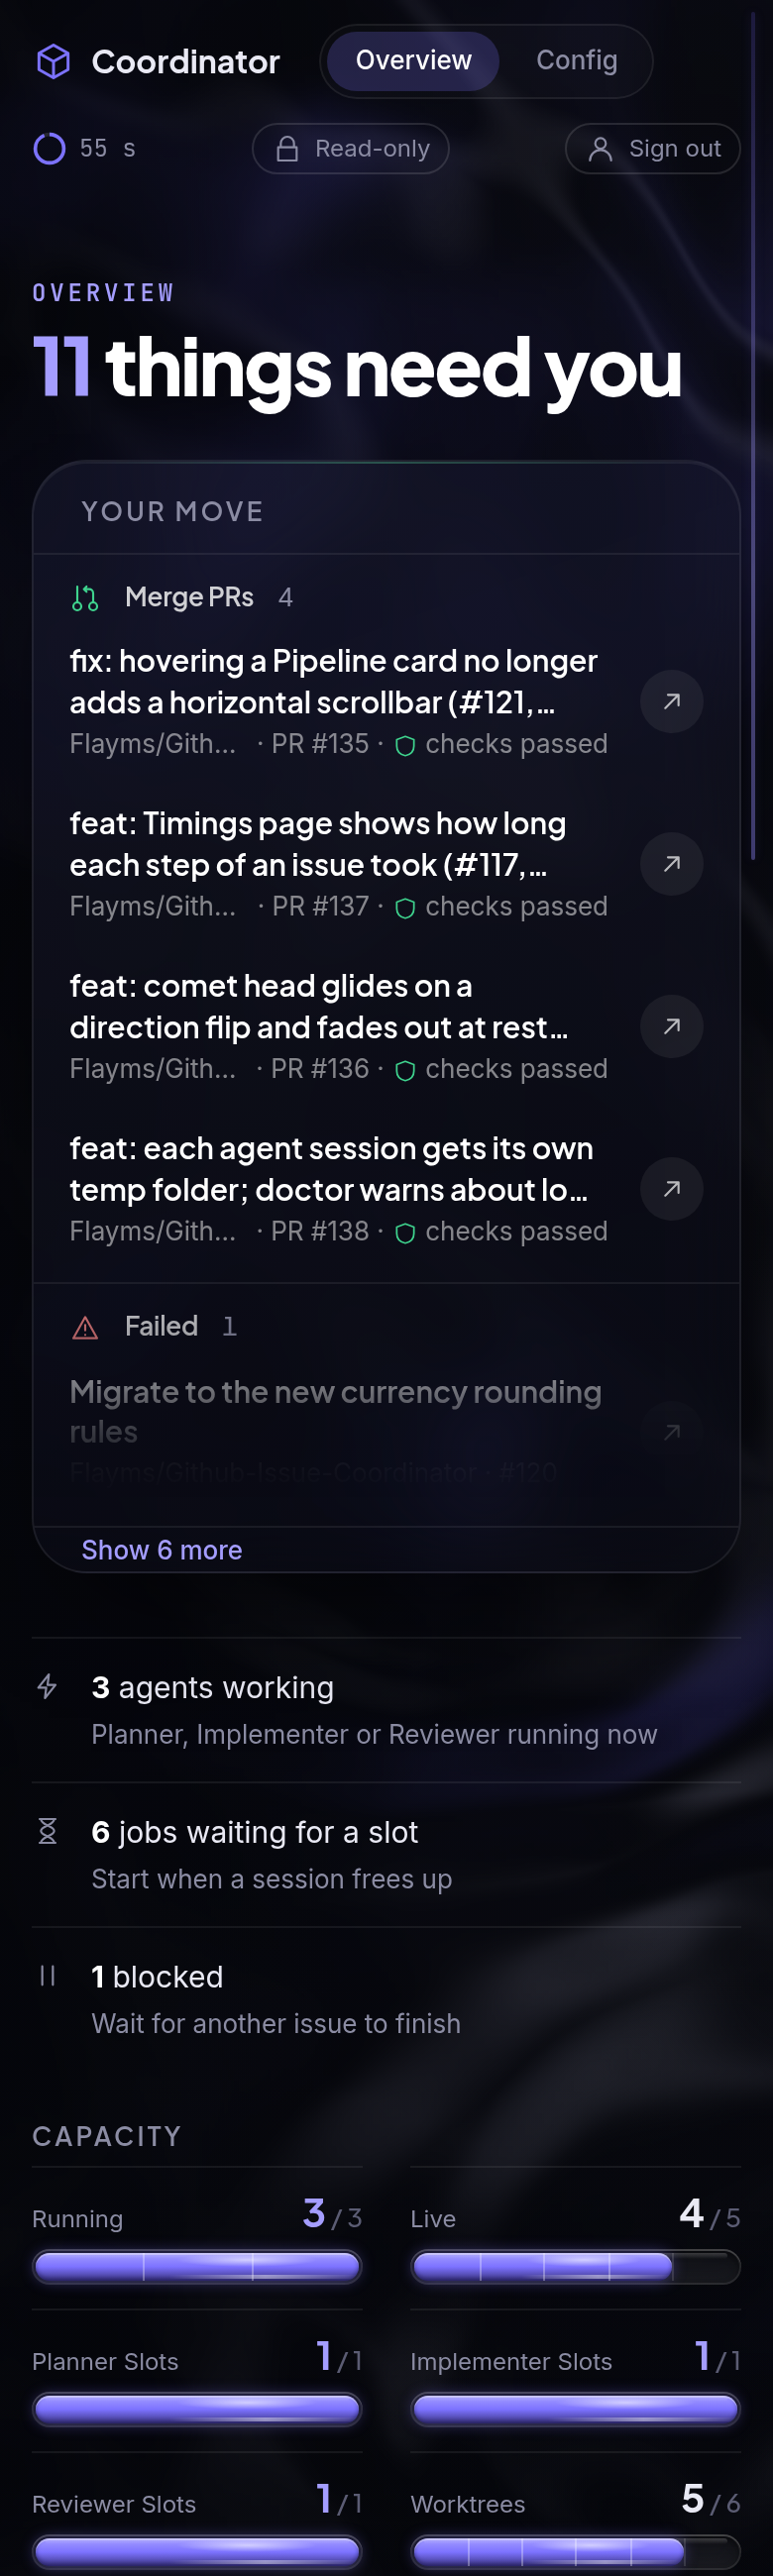 Coordinator
Overview
Config
55 s
Read-only
Sign out
OVERVIEW
11 things need you
YOUR MOVE
Merge PRs 4
fix: hovering a Pipeline card no longer
adds a horizontal scrollbar (#121,...
Flayms/Gith... · PR #135 · checks passed
feat: Timings page shows how long
each step of an issue took (#117,...
Flayms/Gith... · PR #137 · checks passed
feat: comet head glides on a
direction flip and fades out at rest...
Flayms/Gith... · PR #136 · checks passed
feat: each agent session gets its own
temp folder; doctor warns about lo...
Flayms/Gith... · PR #138 · checks passed
Failed 1
Migrate to the new currency rounding
rules
Flayms/Github-Issue-Coordinator · #120
Show 6 more
3 agents working
Planner, Implementer or Reviewer running now
6 jobs waiting for a slot
Start when a session frees up
1 blocked
Wait for another issue to finish
CAPACITY
Running 3 / 3
Live 4 / 5
Planner Slots 1 / 1
Implementer Slots 1 / 1
Reviewer Slots 1 / 1
Worktrees 5 / 6